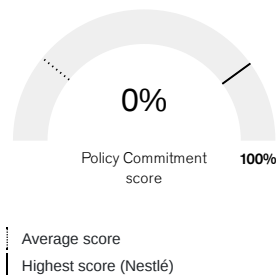 0%
Policy Commitment
score
100%
Average score
Highest score (Nestlé)